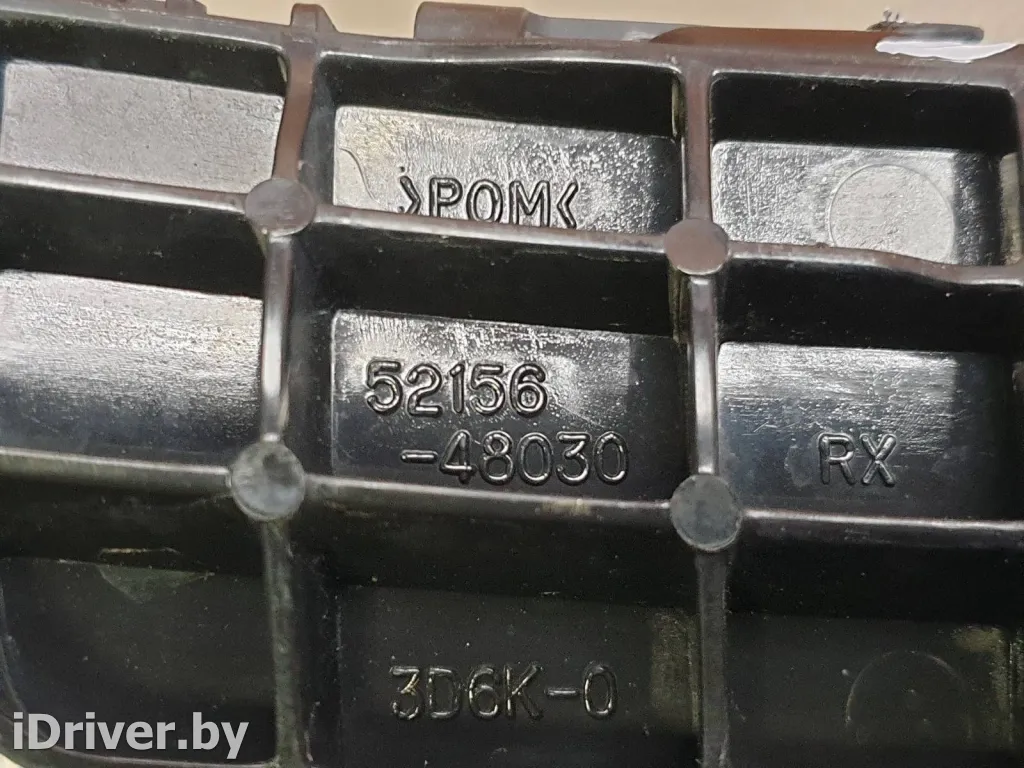 >POM<
52156
-48030
RX
3D6K-0
iDriver.by